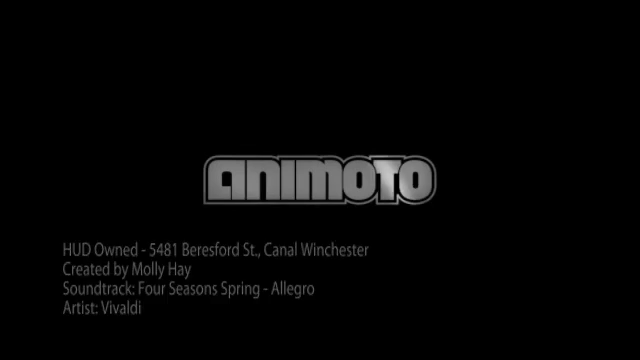 ANIMOTO
HUD Owned - 5481 Beresford St., Canal Winchester
Created by Molly Hay
Soundtrack: Four Seasons Spring - Allegro
Artist: Vivaldi